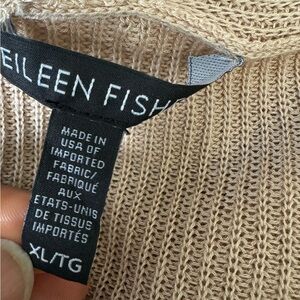 EILEEN FISH
MADE IN
USA OF
IMPORTED
FABRIC/
FABRIQUÉ
AUX
ETATS-UNIS
DE TISSUS
IMPORTÉS
XL/TG